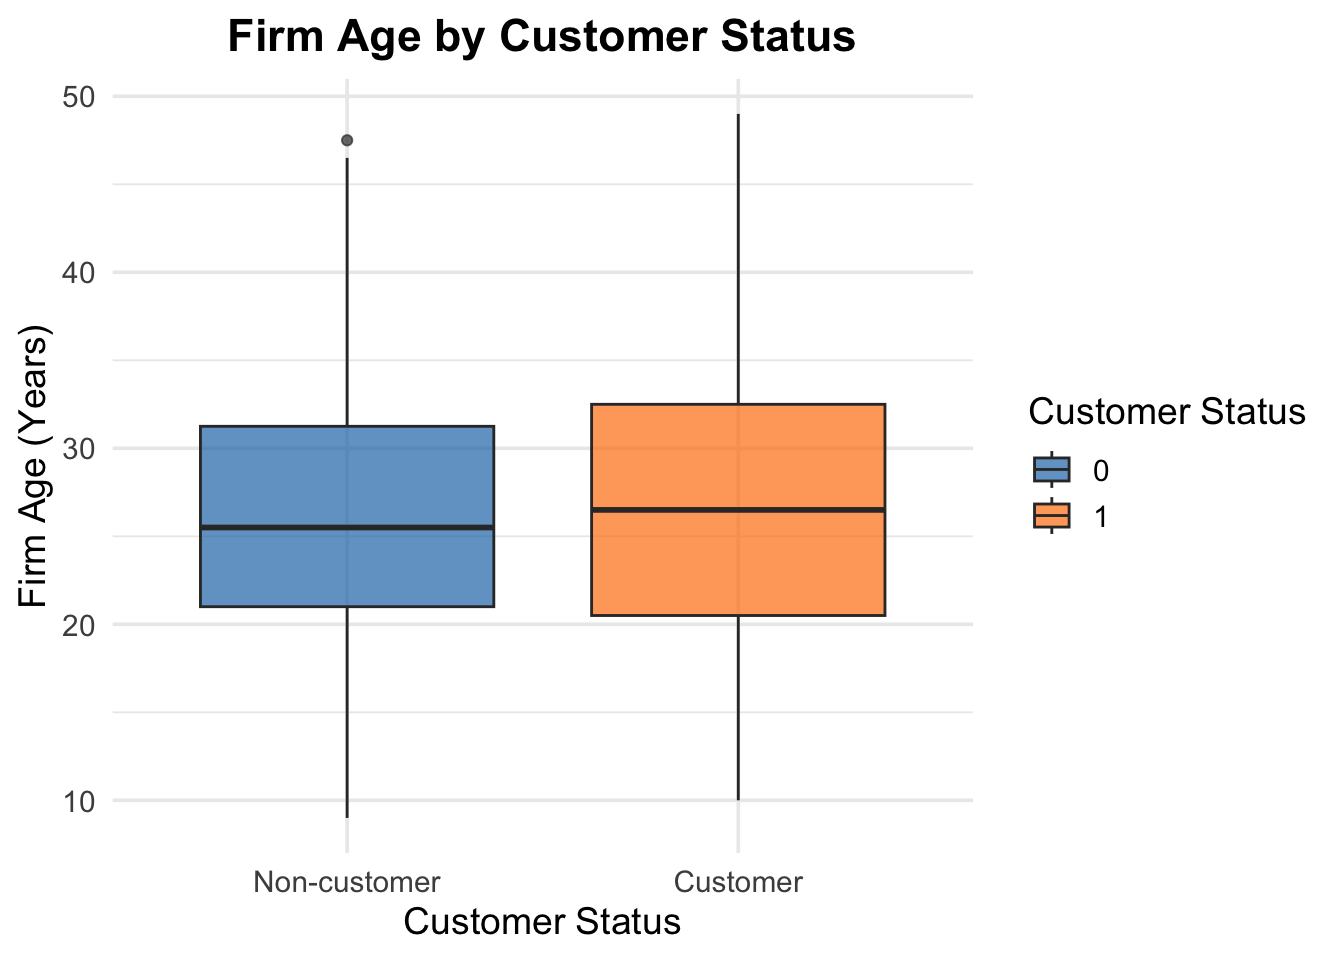 Firm Age by Customer Status
Firm Age (Years)
50
40
30
20
10
Non-customer
Customer
Customer Status
Customer Status
0
1